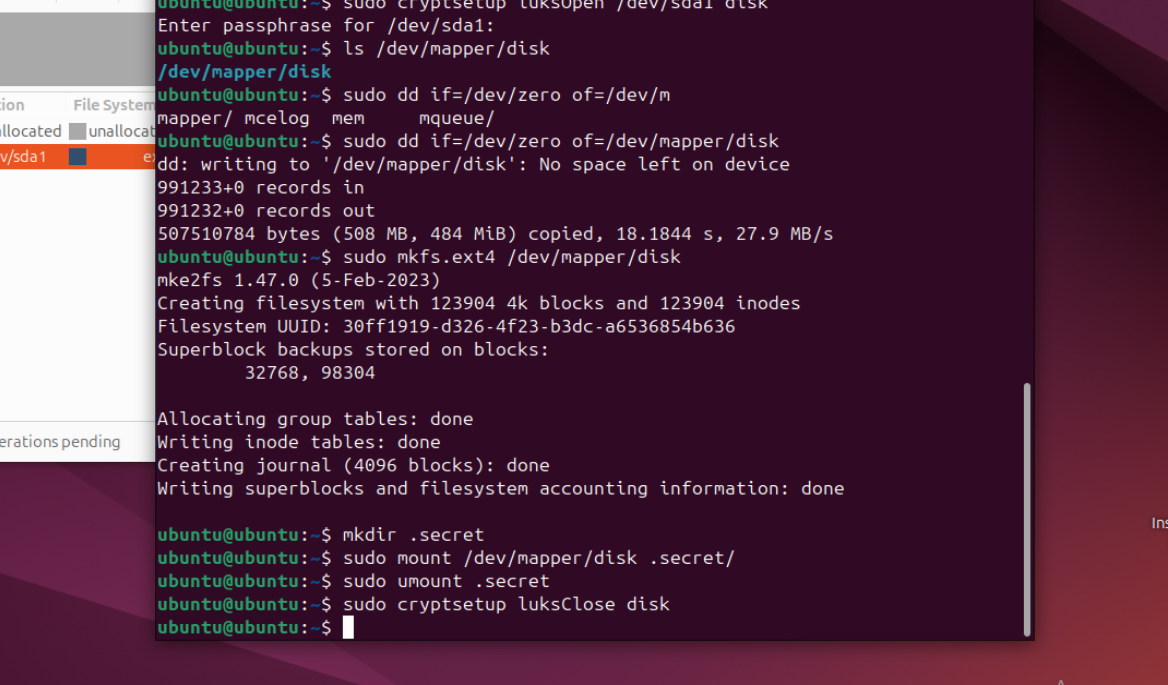 ubuntu@ubuntu:~$ sudo cryptsetup luksOpen /dev/sda1 disk
Enter passphrase for /dev/sda1:
ubuntu@ubuntu:~$ ls /dev/mapper/disk
/dev/mapper/disk
ubuntu@ubuntu:~$ sudo dd if=/dev/zero of=/dev/m
mapper/ mcelog  mem     mqueue/
ubuntu@ubuntu:~$ sudo dd if=/dev/zero of=/dev/mapper/disk
dd: writing to '/dev/mapper/disk': No space left on device
991233+0 records in
991232+0 records out
507510784 bytes (508 MB, 484 MiB) copied, 18.1844 s, 27.9 MB/s
ubuntu@ubuntu:~$ sudo mkfs.ext4 /dev/mapper/disk
mke2fs 1.47.0 (5-Feb-2023)
Creating filesystem with 123904 4k blocks and 123904 inodes
Filesystem UUID: 30ff1919-d326-4f23-b3dc-a6536854b636
Superblock backups stored on blocks:
        32768, 98304
Allocating group tables: done
Writing inode tables: done
Creating journal (4096 blocks): done
Writing superblocks and filesystem accounting information: done
ubuntu@ubuntu:~$ mkdir .secret
ubuntu@ubuntu:~$ sudo mount /dev/mapper/disk .secret/
ubuntu@ubuntu:~$ sudo umount .secret
ubuntu@ubuntu:~$ sudo cryptsetup luksClose disk
ubuntu@ubuntu:~$
tion File System
allocated unallocat
v/sda1 ex
erations pending
Ins